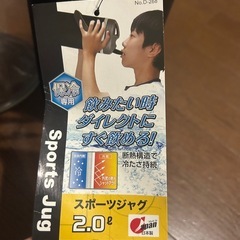 No.D-268
保冷
専用
飲みたい時
ダイレクトに
すぐ飲める!
断熱構造で
冷たさ持続
冷
Sports Jug
スポーツジャグ
2.0ℓ
日本製